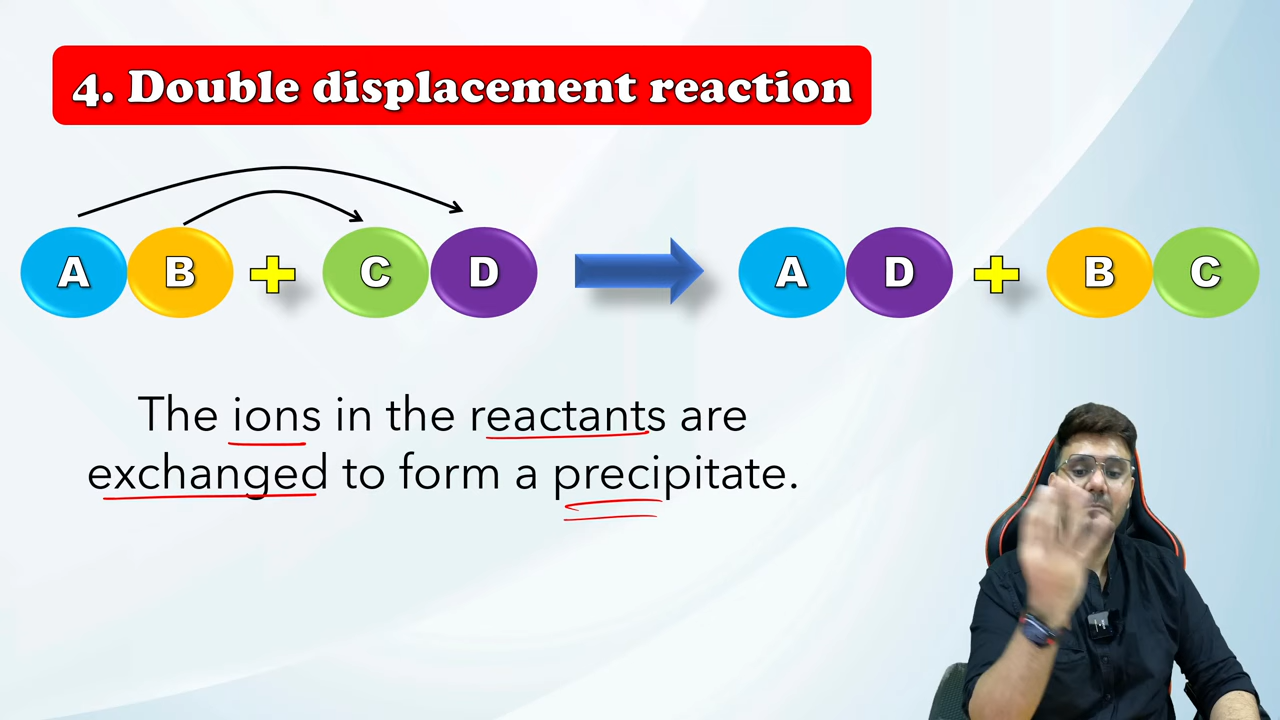 4. Double displacement reaction
A B + C D A D + B C
The ions in the reactants are
exchanged to form a precipitate.